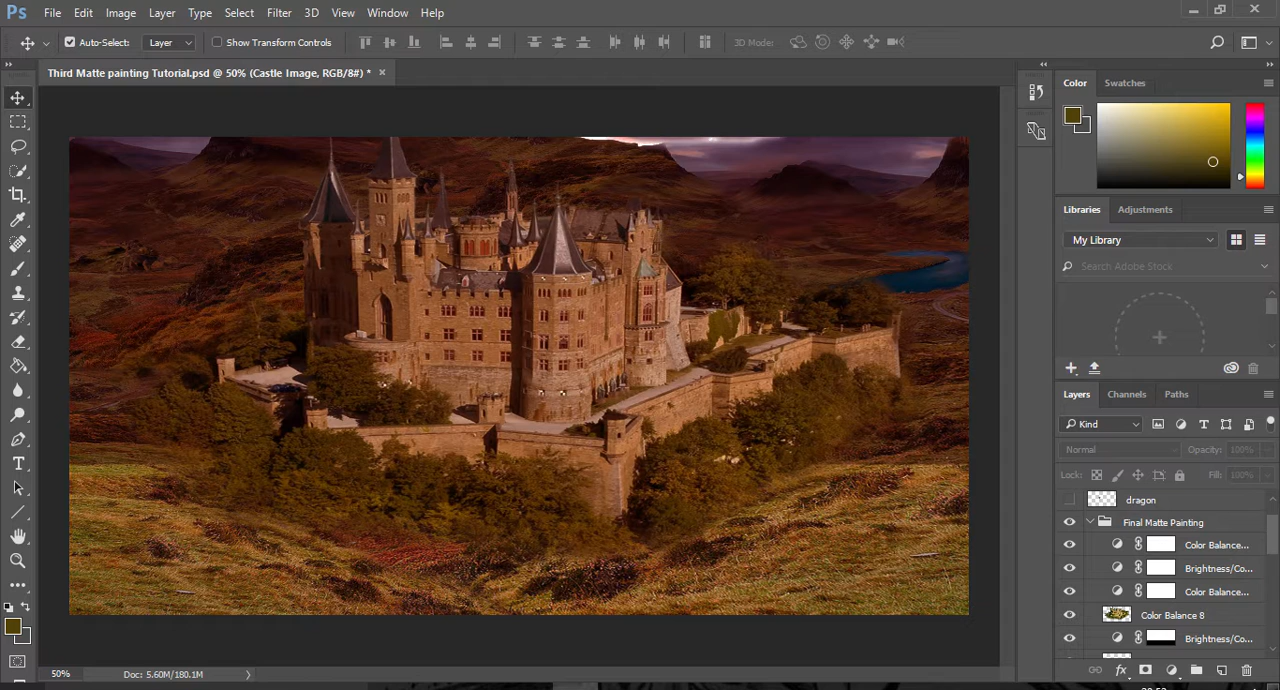 Ps File Edit Image Layer Type Select Filter 3D View Window Help
Auto-Select: Layer Show Transform Controls 3D Mode:
Third Matte painting Tutorial.psd @ 50% (Castle Image, RGB/8#) * ×
Color Swatches
Libraries Adjustments
My Library
Search Adobe Stock
Layers Channels Paths
Kind
Normal Opacity: 100%
Lock: Fill: 100%
dragon
Final Matte Painting
Color Balance...
Brightness/Co...
Color Balance...
Color Balance 8
Brightness/Co...
50% Doc: 5.60M/180.1M